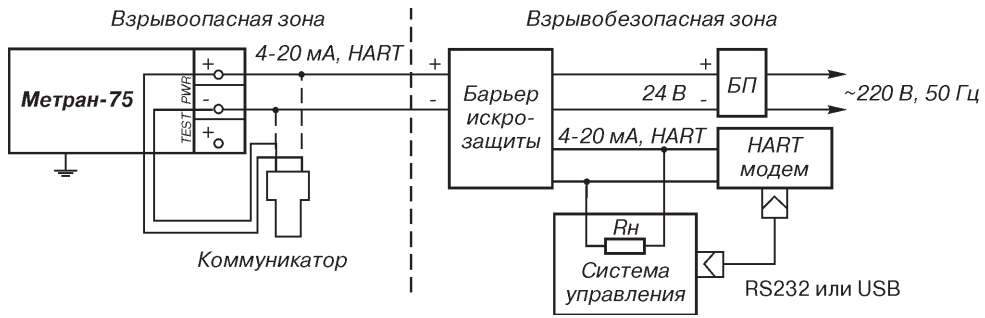 Взрывоопасная зона
Взрывобезопасная зона
4-20 мА, HART
Метран-75
PWR
TEST
+
-
+
+
-
Барьер
искро-
защиты
+
24 В -
БП
~220 В, 50 Гц
4-20 мА, HART
HART
модем
Rн
Система
управления
Коммуникатор
RS232 или USB